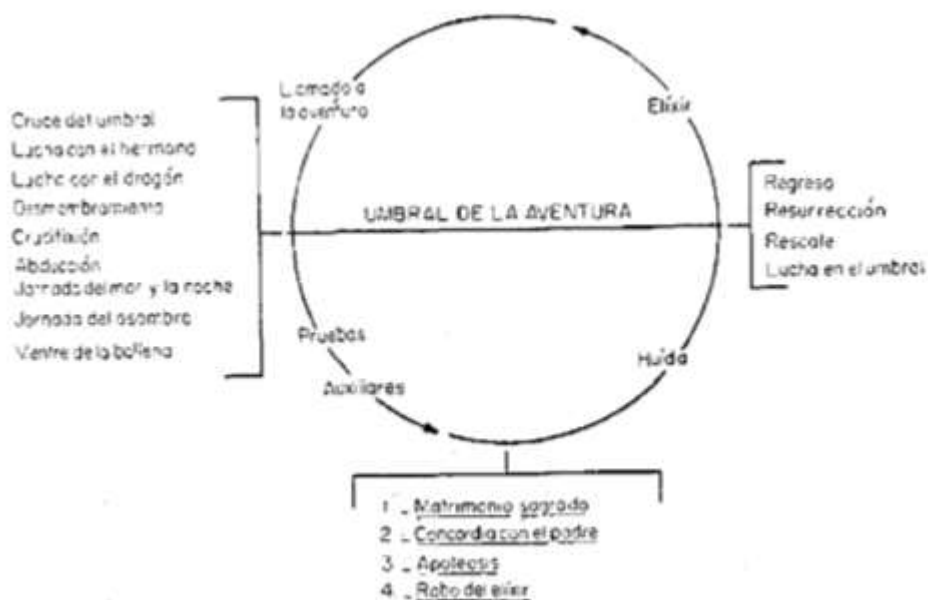 Llamado a
la aventura
Elixir
Cruce del umbral
Lucha con el hermano
Lucha con el dragón
Dismembramiento
Crucifixión
Abducción
Jornada del mar y la noche
Jornada del asombro
Vientre de la ballena
UMBRAL DE LA AVENTURA
Regreso
Resurrección
Rescate
Lucha en el umbral
Pruebas
Auxiliares
Huída
1 _ Matrimonio sagrado
2 _ Concordia con el padre
3 _ Apoteosis
4 _ Robo del elixir